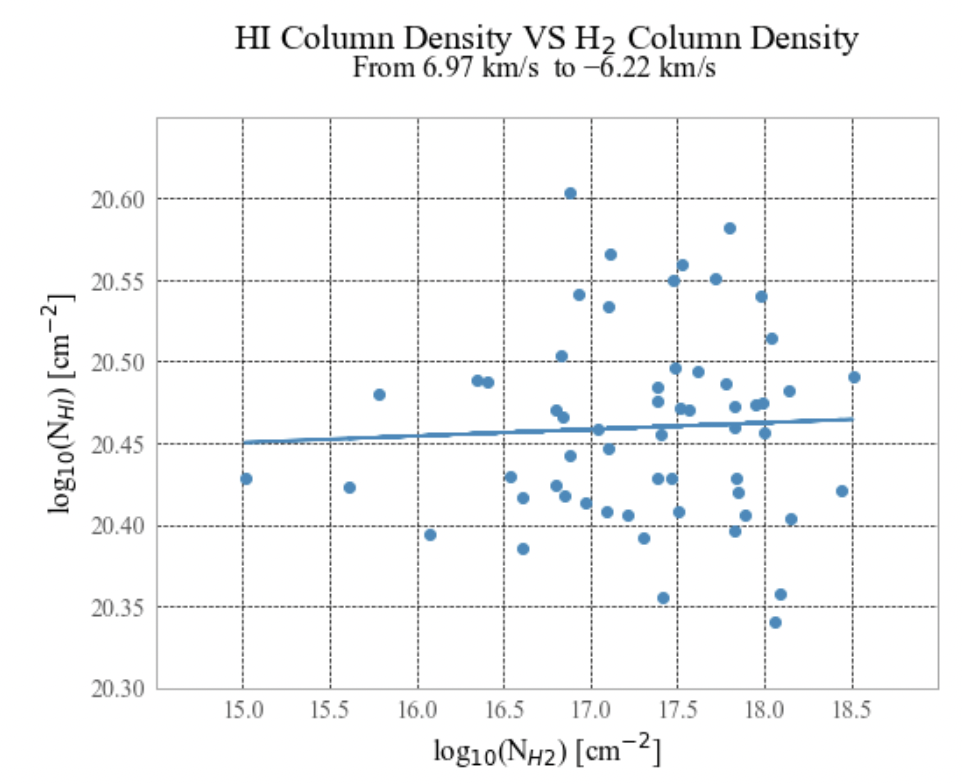 HI Column Density VS H₂ Column Density
From 6.97 km/s to −6.22 km/s
20.60
20.55
20.50
20.45
20.40
20.35
20.30
log₁₀(N_HI) [cm⁻²]
15.0 15.5 16.0 16.5 17.0 17.5 18.0 18.5
log₁₀(N_H2) [cm⁻²]